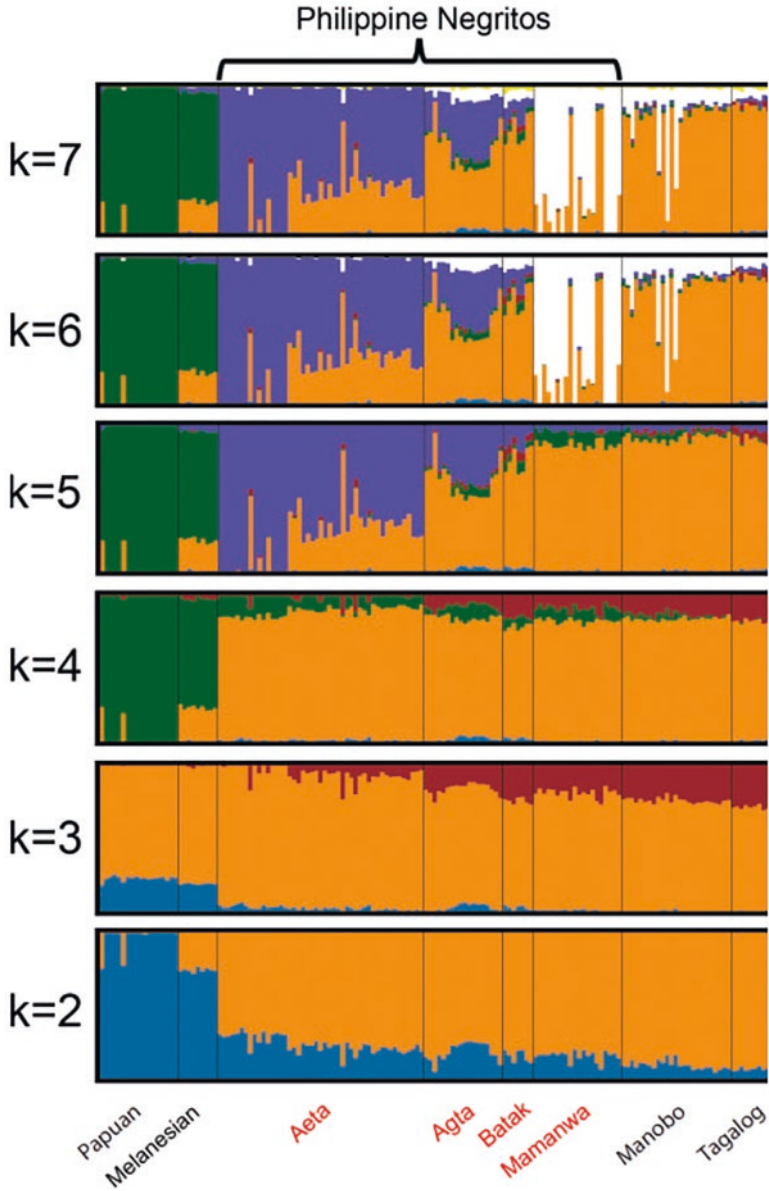 Philippine Negritos
k=7
k=6
k=5
k=4
k=3
k=2
Papuan
Melanesian
Aeta
Agta
Batak
Mamanwa
Manobo
Tagalog